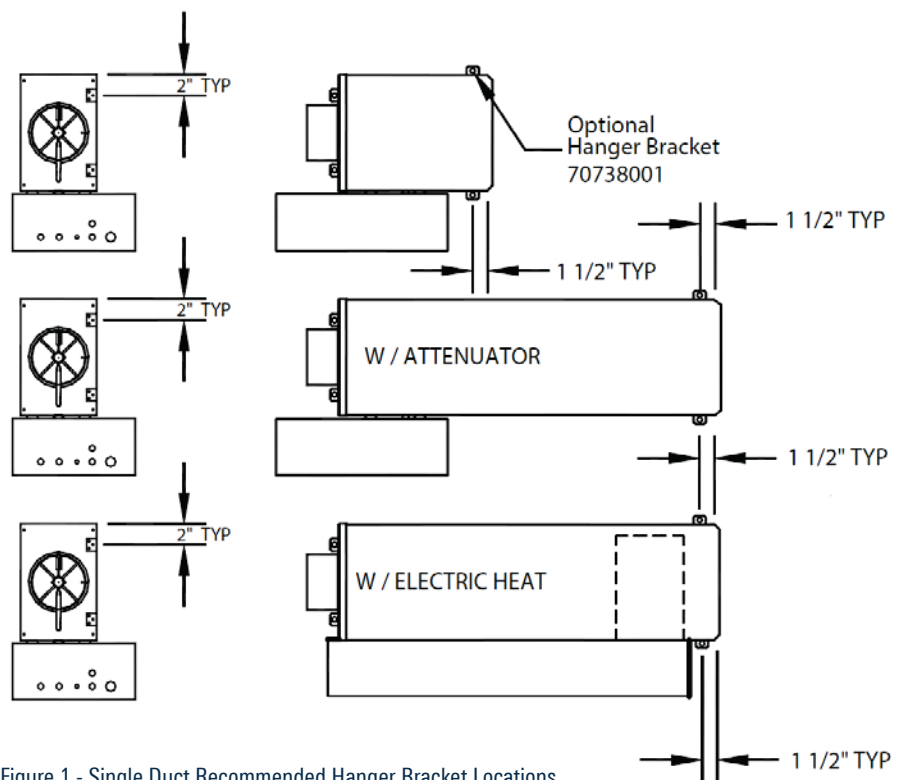 2" TYP
Optional
Hanger Bracket
70738001
1 1/2" TYP
1 1/2" TYP
2" TYP
W / ATTENUATOR
1 1/2" TYP
2" TYP
W / ELECTRIC HEAT
1 1/2" TYP
Figure 1 - Single Duct Recommended Hanger Bracket Locations